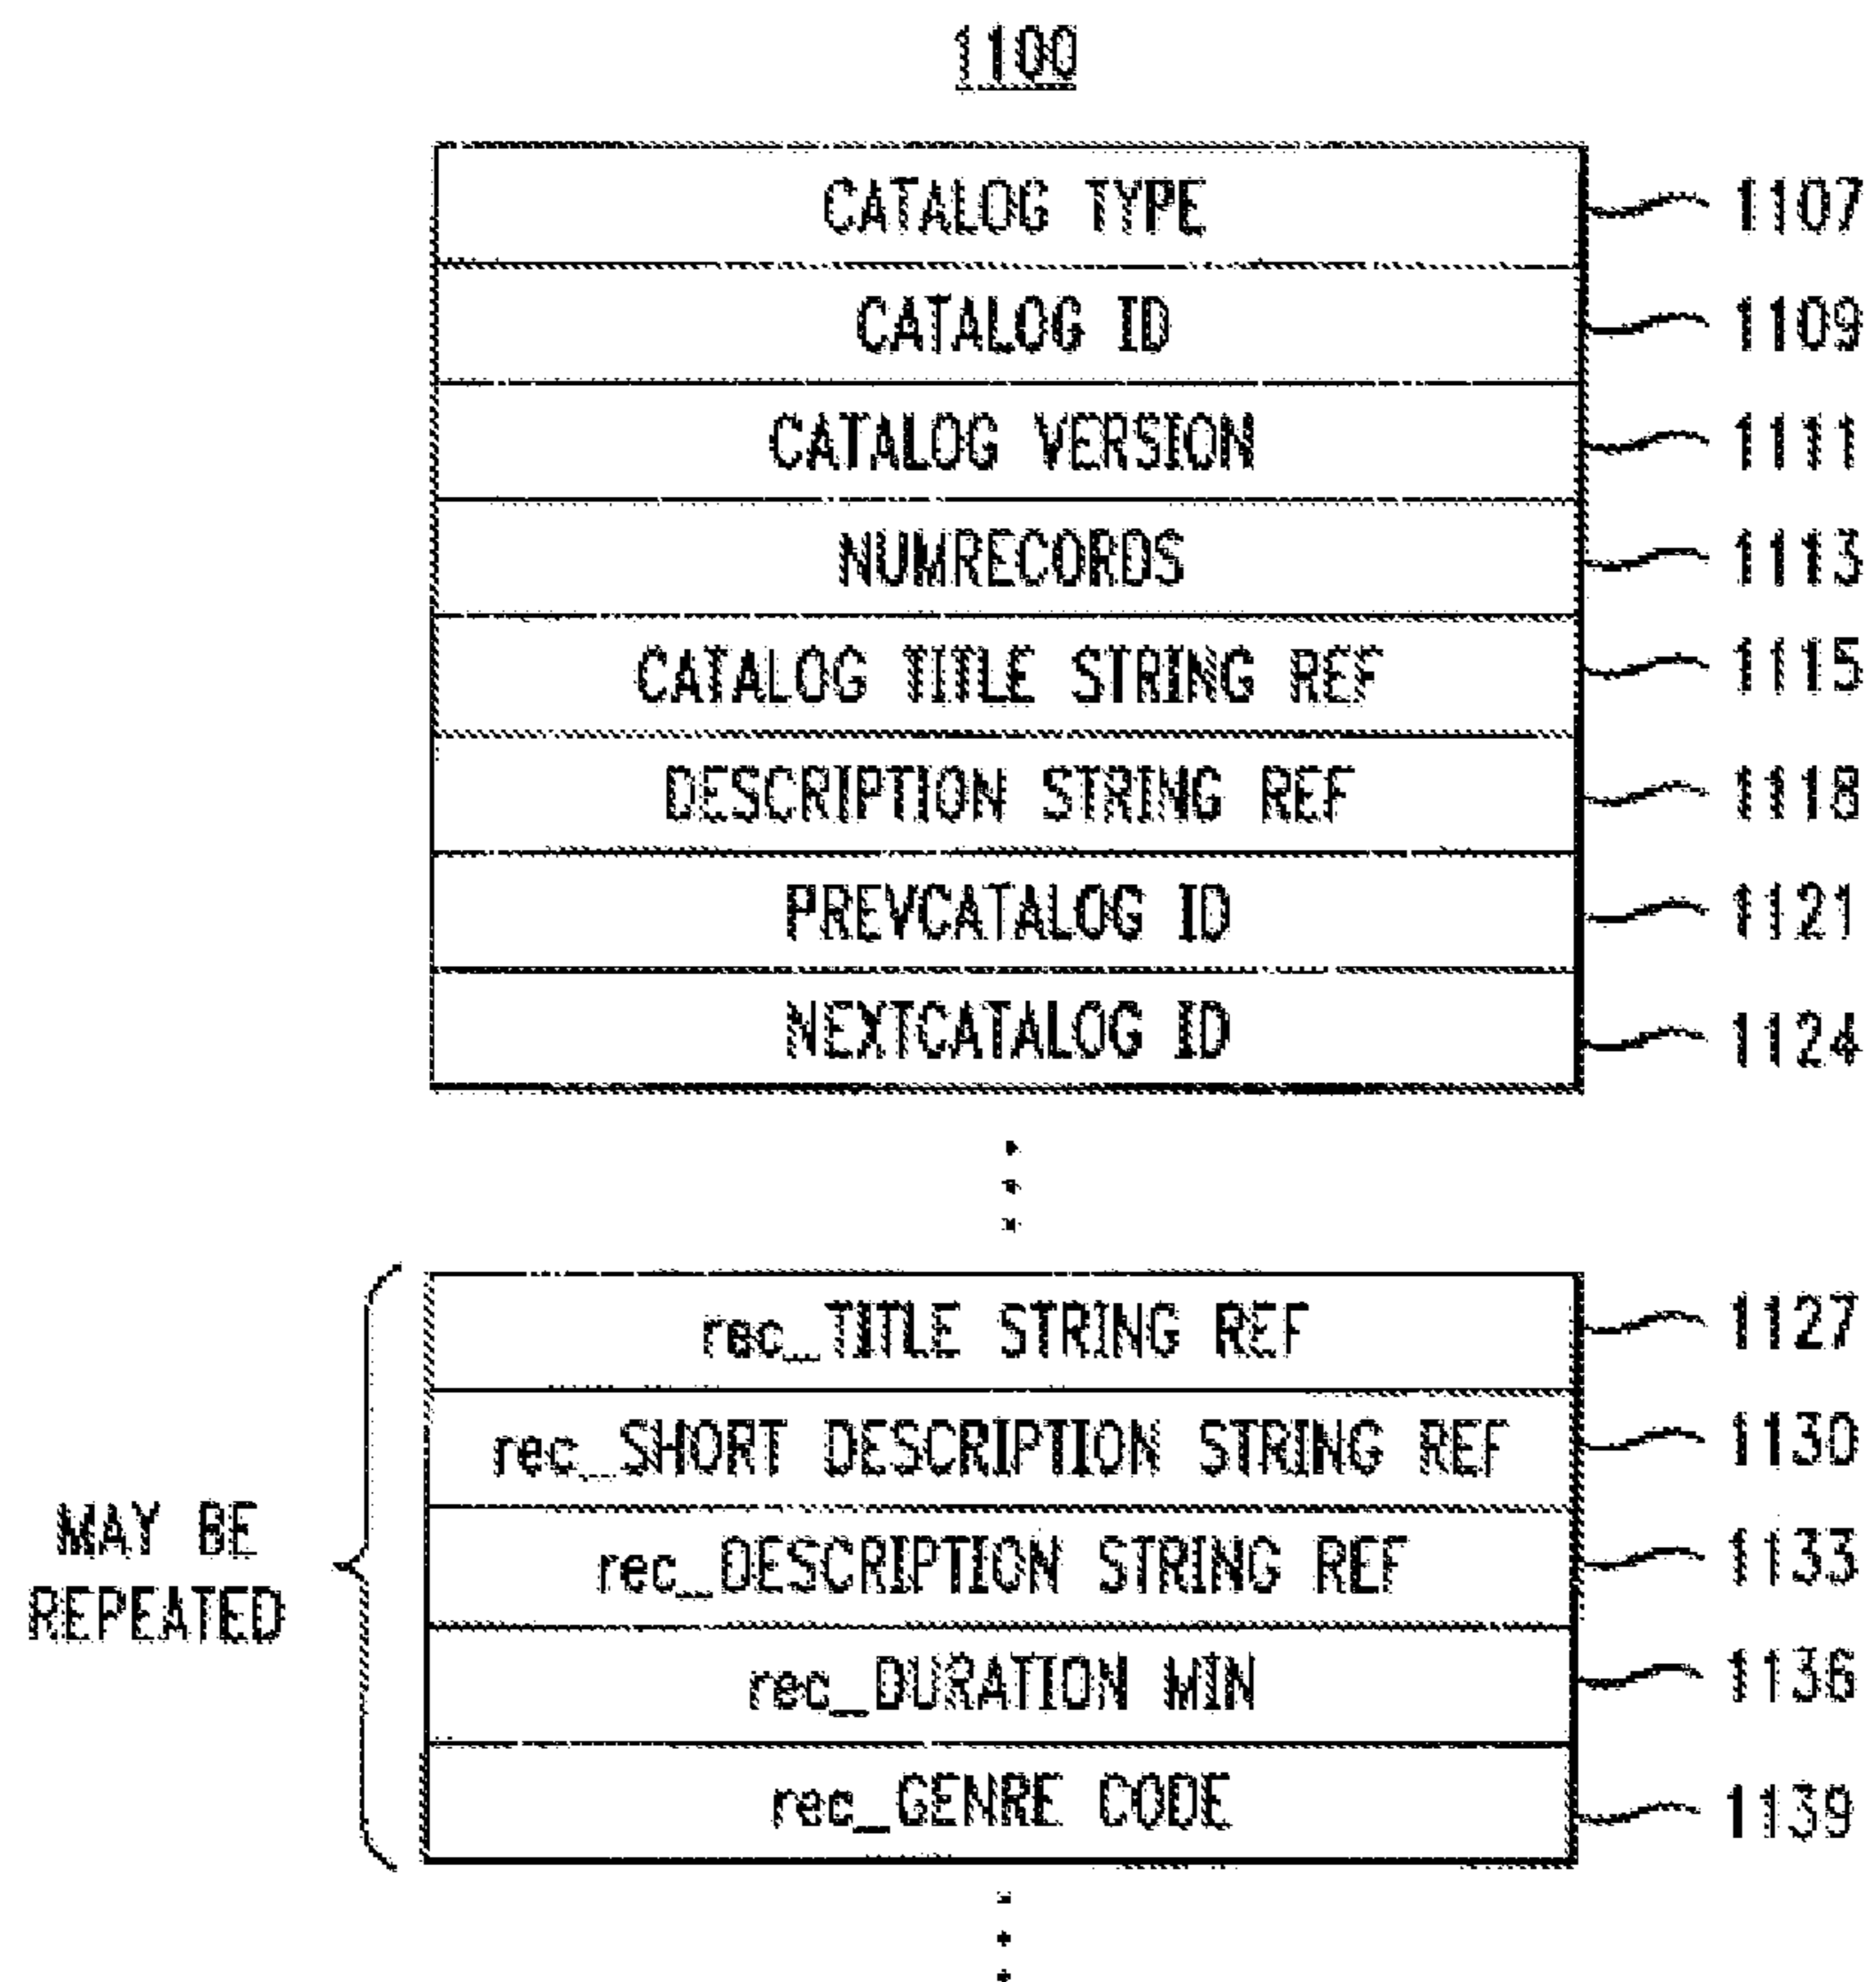 1100
CATALOG TYPE 1107
CATALOG ID 1109
CATALOG VERSION 1111
NUMRECORDS 1113
CATALOG TITLE STRING REF 1115
DESCRIPTION STRING REF 1118
PREVCATALOG ID 1121
NEXTCATALOG ID 1124
rec_TITLE STRING REF 1127
rec_SHORT DESCRIPTION STRING REF 1130
rec_DESCRIPTION STRING REF 1133
MAY BE
REPEATED
rec_DURATION MIN 1136
rec_GENRE CODE 1139